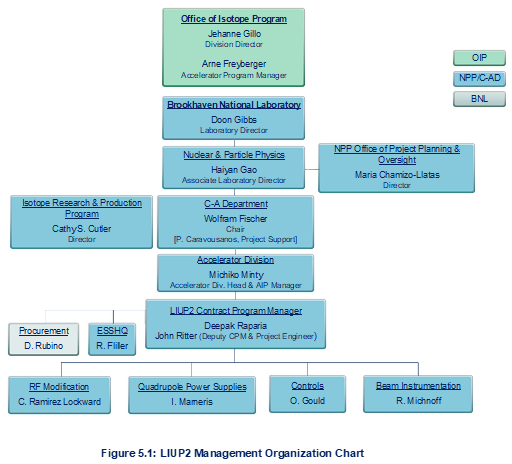 Office of Isotope Program
Jehanne Gillo
Division Director
Arne Freyberger
Accelerator Program Manager
OIP
NPP/C-AD
BNL
Brookhaven National Laboratory
Doon Gibbs
Laboratory Director
Nuclear & Particle Physics
Haiyan Gao
Associate Laboratory Director
NPP Office of Project Planning &
Oversight
Maria Chamizo-Llatas
Director
Isotope Research & Production
Program
Cathy S. Cutler
Director
C-A Department
Wolfram Fischer
Chair
[P. Caravousanos, Project Support]
Accelerator Division
Michiko Minty
Accelerator Div. Head & AIP Manager
LIUP2 Contract Program Manager
Deepak Raparia
John Ritter (Deputy CPM & Project Engineer)
Procurement
D. Rubino
ESSHQ
R. Fliller
RF Modification
C. Ramirez Lockward
Quadrupole Power Supplies
I. Marneris
Controls
O. Gould
Beam Instrumentation
R. Michnoff
Figure 5.1: LIUP2 Management Organization Chart